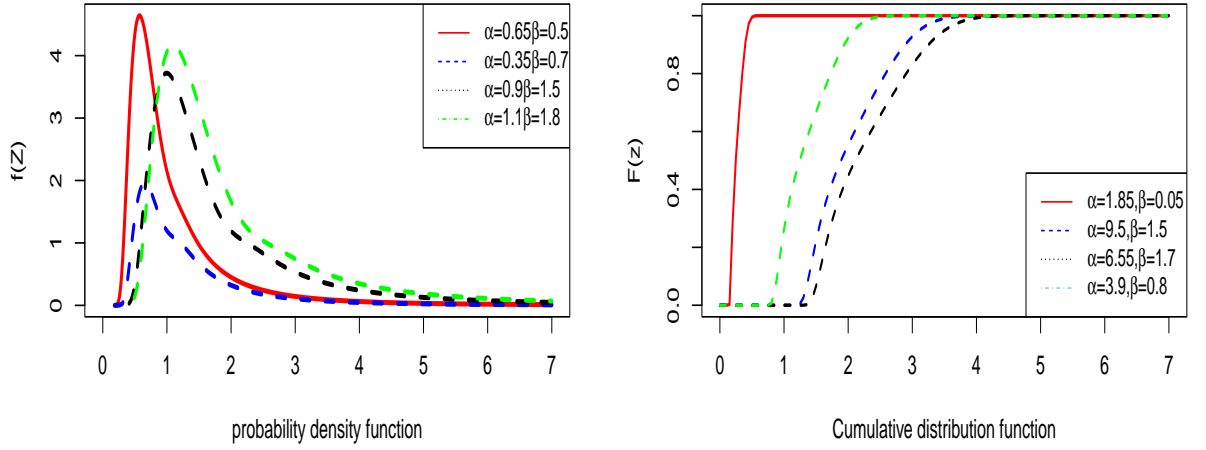 f(Z)
0 1 2 3 4
0 1 2 3 4 5 6 7
α=0.65β=0.5
α=0.35β=0.7
α=0.9β=1.5
α=1.1β=1.8
probability density function
F(z)
0.0 0.4 0.8
0 1 2 3 4 5 6 7
α=1.85,β=0.05
α=9.5,β=1.5
α=6.55,β=1.7
α=3.9,β=0.8
Cumulative distribution function